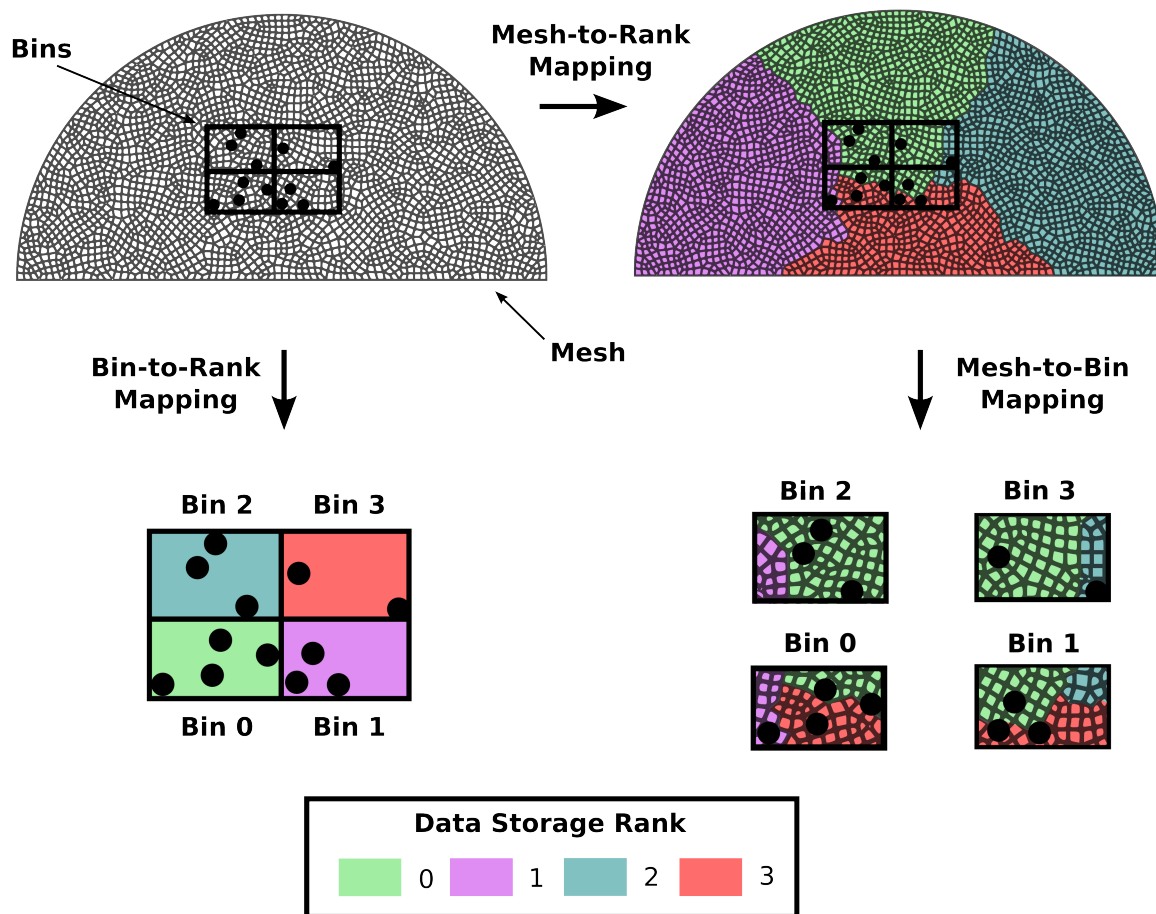 Bins
Mesh-to-Rank
Mapping
Mesh
Bin-to-Rank
Mapping
Mesh-to-Bin
Mapping
Bin 2 Bin 3
Bin 0 Bin 1
Bin 2 Bin 3
Bin 0 Bin 1
Data Storage Rank
0 1 2 3